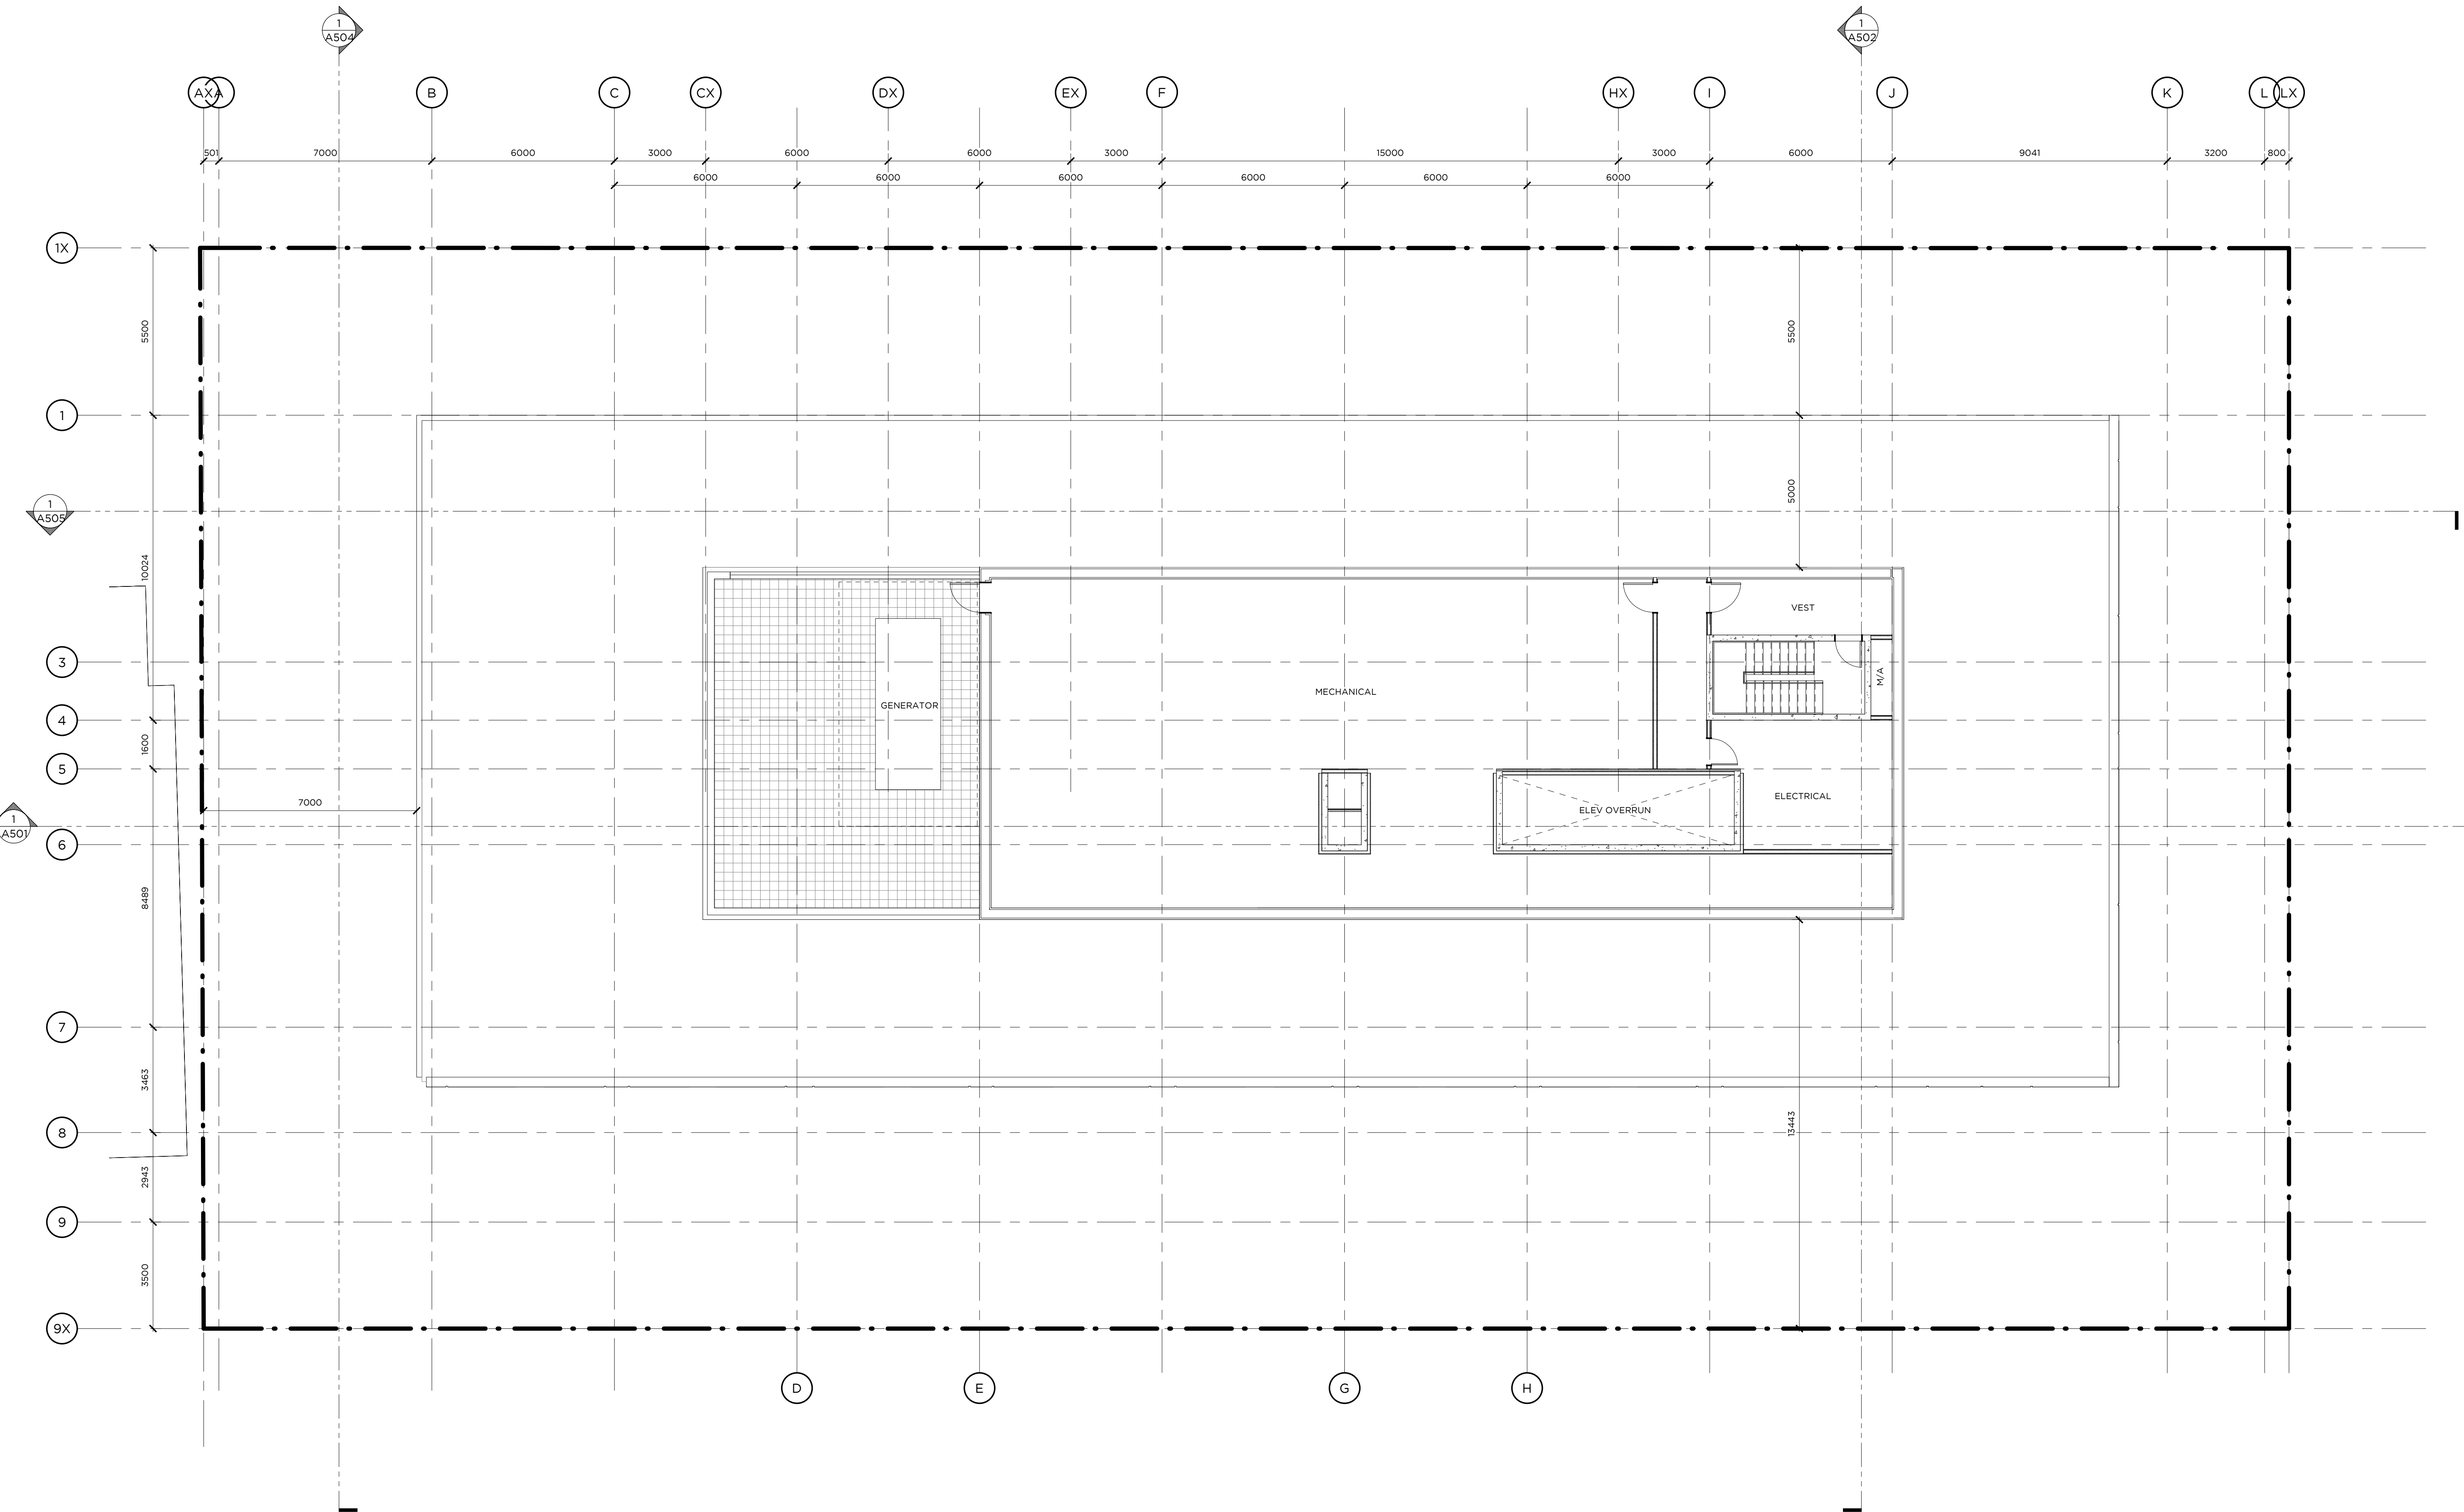 1
A504
1
A502
AX
A
B
C
CX
DX
EX
F
HX
I
J
K
L
LX
501
7000
6000
3000
6000
6000
3000
15000
3000
6000
9041
3200
800
6000
6000
6000
6000
6000
6000
1X
5500
5500
1
5000
1
A505
10024
VEST
3
M/A
MECHANICAL
GENERATOR
4
1600
5
7000
ELECTRICAL
ELEV OVERRUN
1
A501
6
8489
7
3463
13443
8
2943
9
3500
9X
D
E
G
H